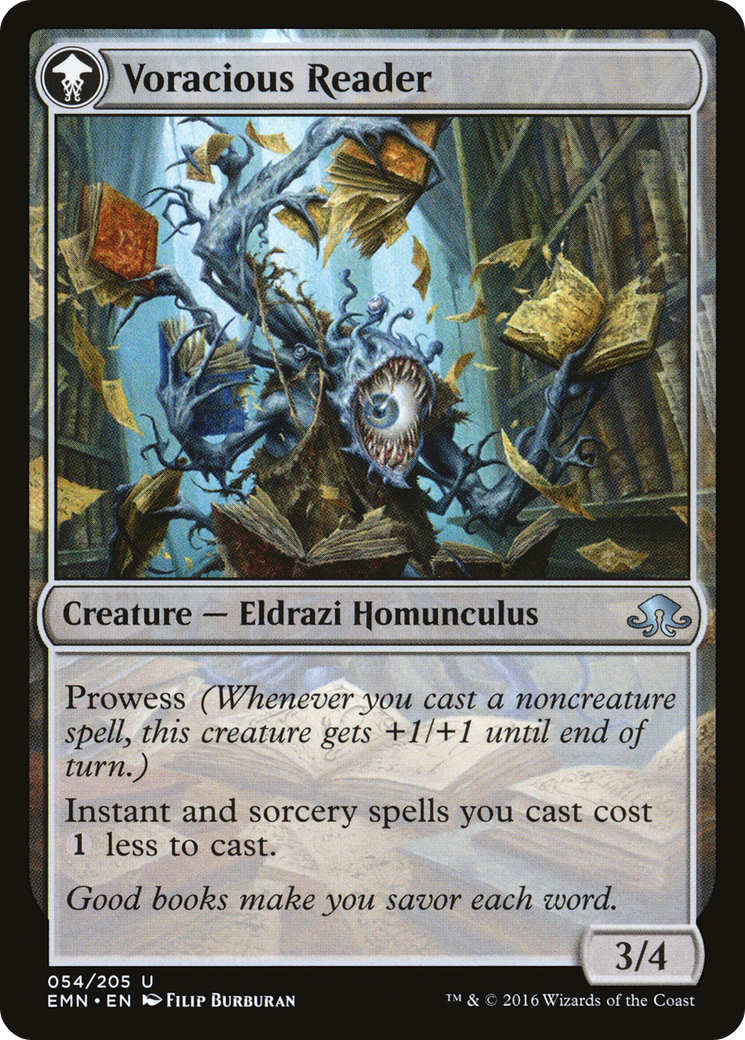 Voracious Reader
Creature — Eldrazi Homunculus
Prowess (Whenever you cast a noncreature
spell, this creature gets +1/+1 until end of
turn.)
Instant and sorcery spells you cast cost
1 less to cast.
Good books make you savor each word.
3/4
054/205 U
EMN • EN Filip Burburan
™ & © 2016 Wizards of the Coast